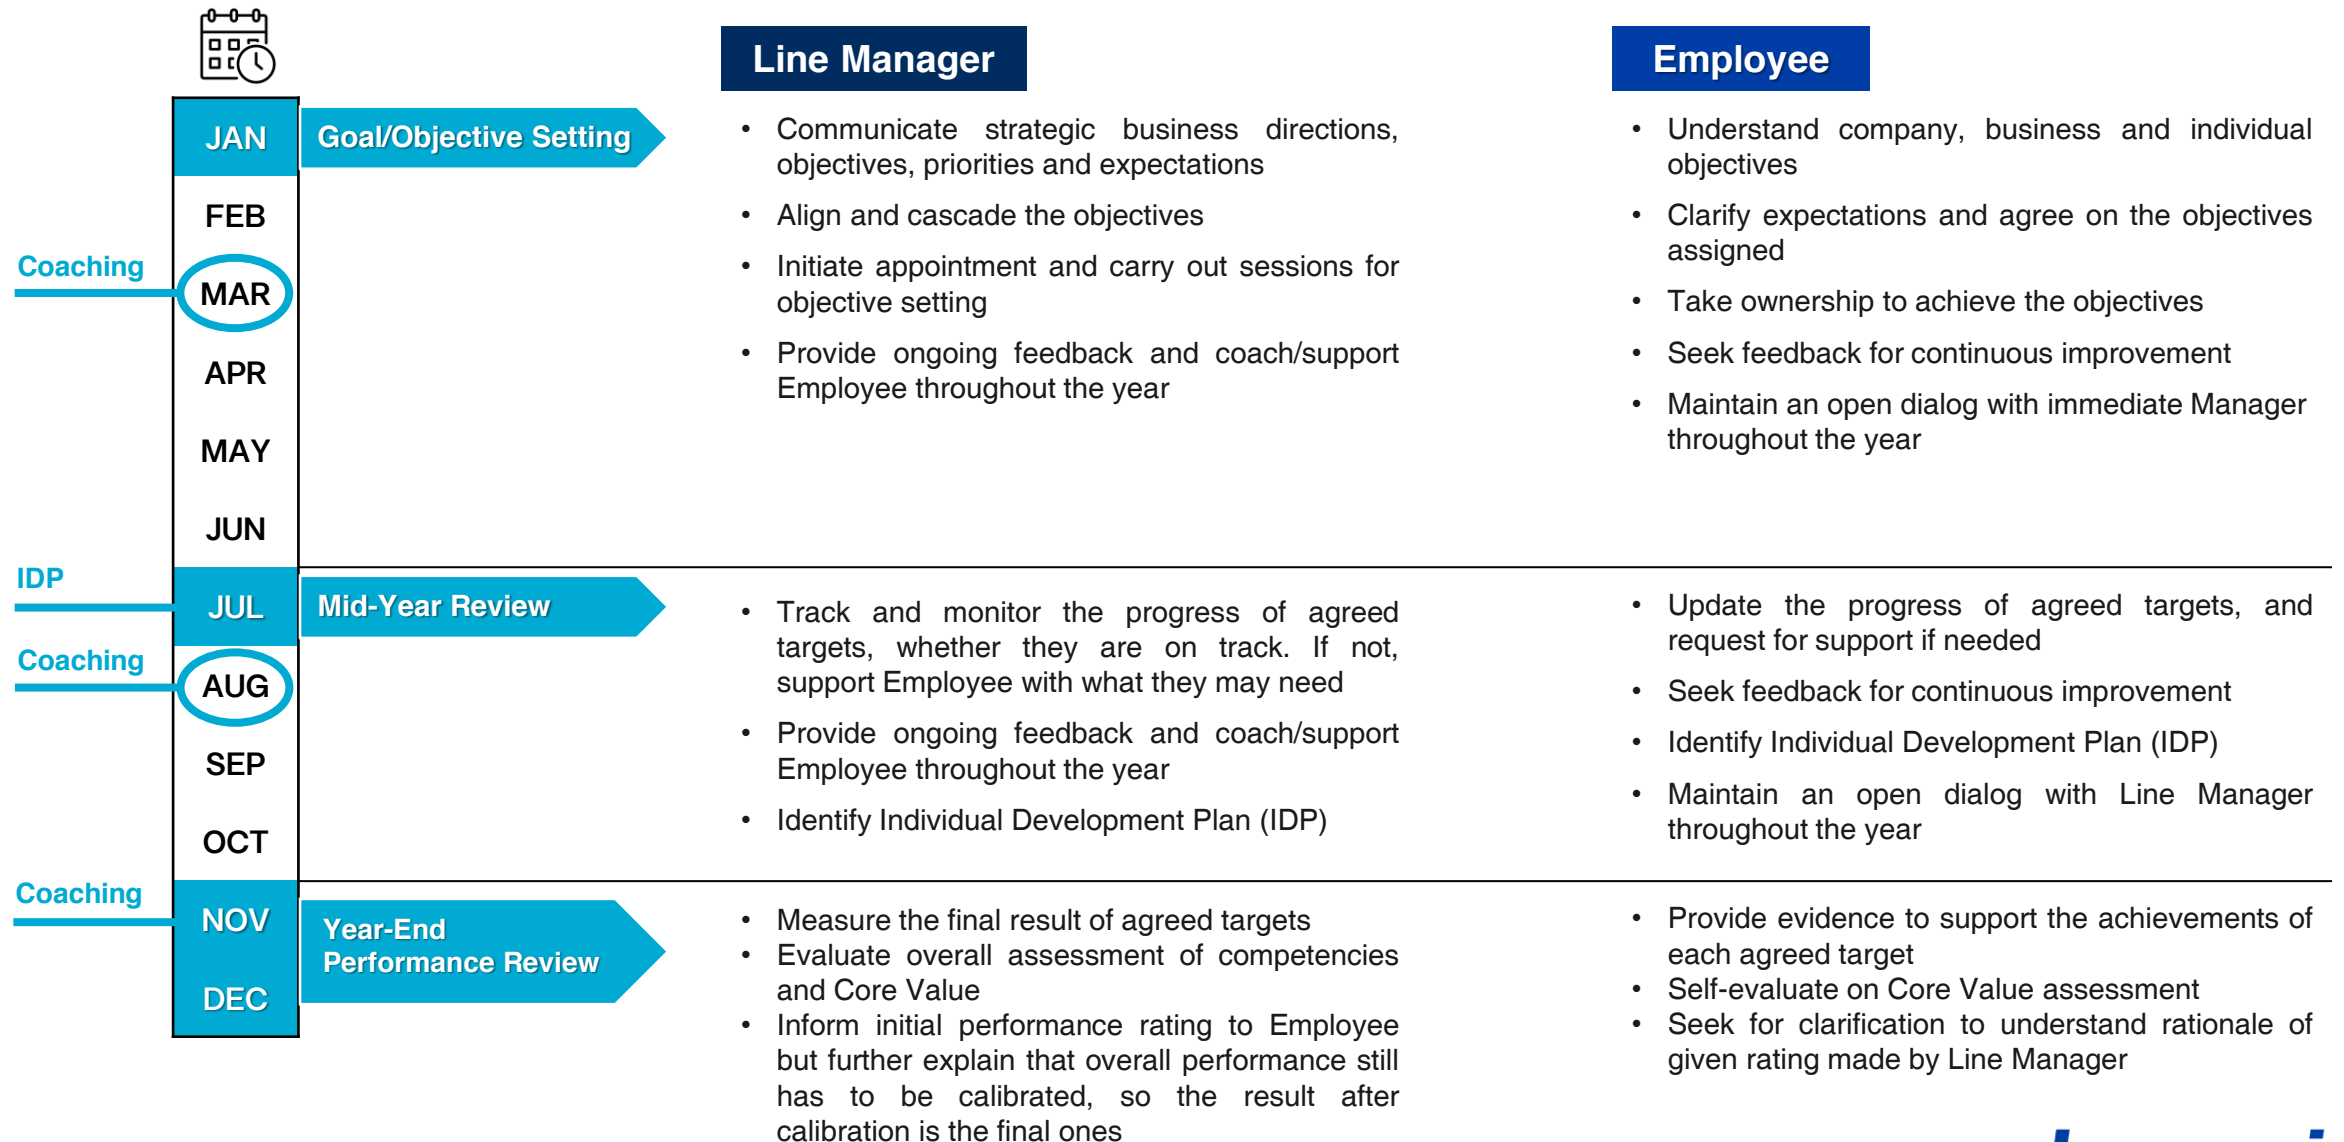 Line Manager
Employee
JAN
Goal/Objective Setting
FEB
Coaching
MAR
APR
MAY
JUN
• Communicate strategic business directions,
objectives, priorities and expectations
• Align and cascade the objectives
• Initiate appointment and carry out sessions for
objective setting
• Provide ongoing feedback and coach/support
Employee throughout the year
• Understand company, business and individual
objectives
• Clarify expectations and agree on the objectives
assigned
• Take ownership to achieve the objectives
• Seek feedback for continuous improvement
• Maintain an open dialog with immediate Manager
throughout the year
IDP
JUL
Mid-Year Review
Coaching
AUG
SEP
OCT
• Track and monitor the progress of agreed
targets, whether they are on track. If not,
support Employee with what they may need
• Provide ongoing feedback and coach/support
Employee throughout the year
• Identify Individual Development Plan (IDP)
• Update the progress of agreed targets, and
request for support if needed
• Seek feedback for continuous improvement
• Identify Individual Development Plan (IDP)
• Maintain an open dialog with Line Manager
throughout the year
Coaching
NOV
DEC
Year-End
Performance Review
• Measure the final result of agreed targets
• Evaluate overall assessment of competencies
and Core Value
• Inform initial performance rating to Employee
but further explain that overall performance still
has to be calibrated, so the result after
calibration is the final ones
• Provide evidence to support the achievements of
each agreed target
• Self-evaluate on Core Value assessment
• Seek for clarification to understand rationale of
given rating made by Line Manager